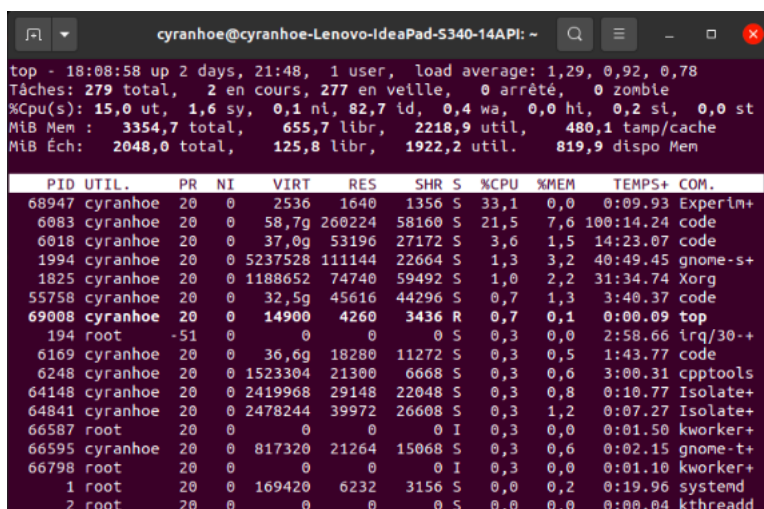 cyranhoe@cyranhoe-Lenovo-IdeaPad-S340-14API: ~
top - 18:08:58 up 2 days, 21:48, 1 user, load average: 1,29, 0,92, 0,78
Tâches: 279 total, 2 en cours, 277 en veille, 0 arrêté, 0 zombie
%Cpu(s): 15,0 ut, 1,6 sy, 0,1 ni, 82,7 id, 0,4 wa, 0,0 hi, 0,2 si, 0,0 st
MiB Mem : 3354,7 total, 655,7 libr, 2218,9 util, 480,1 tamp/cache
MiB Éch: 2048,0 total, 125,8 libr, 1922,2 util. 819,9 dispo Mem
PID UTIL. PR NI VIRT RES SHR S %CPU %MEM TEMPS+ COM.
68947 cyranhoe 20 0 2536 1640 1356 S 33,1 0,0 0:09.93 Experim+
6083 cyranhoe 20 0 58,7g 260224 58160 S 21,5 7,6 100:14.24 code
6018 cyranhoe 20 0 37,0g 53196 27172 S 3,6 1,5 14:23.07 code
1994 cyranhoe 20 0 5237528 111144 22664 S 1,3 3,2 40:49.45 gnome-s+
1825 cyranhoe 20 0 1188652 74740 59492 S 1,0 2,2 31:34.74 Xorg
55758 cyranhoe 20 0 32,5g 45616 44296 S 0,7 1,3 3:40.37 code
69008 cyranhoe 20 0 14900 4260 3436 R 0,7 0,1 0:00.09 top
194 root -51 0 0 0 0 S 0,3 0,0 2:58.66 irq/30-+
6169 cyranhoe 20 0 36,6g 18280 11272 S 0,3 0,5 1:43.77 code
6248 cyranhoe 20 0 1523304 21300 6668 S 0,3 0,6 3:00.31 cpptools
64148 cyranhoe 20 0 2419968 29148 22048 S 0,3 0,8 0:10.77 Isolate+
64841 cyranhoe 20 0 2478244 39972 26608 S 0,3 1,2 0:07.27 Isolate+
66587 root 20 0 0 0 0 I 0,3 0,0 0:01.50 kworker+
66595 cyranhoe 20 0 817320 21264 15068 S 0,3 0,6 0:02.15 gnome-t+
66798 root 20 0 0 0 0 I 0,3 0,0 0:01.10 kworker+
1 root 20 0 169420 6232 3156 S 0,0 0,2 0:19.96 systemd
2 root 20 0 0 0 0 S 0,0 0,0 0:00.04 kthreadd